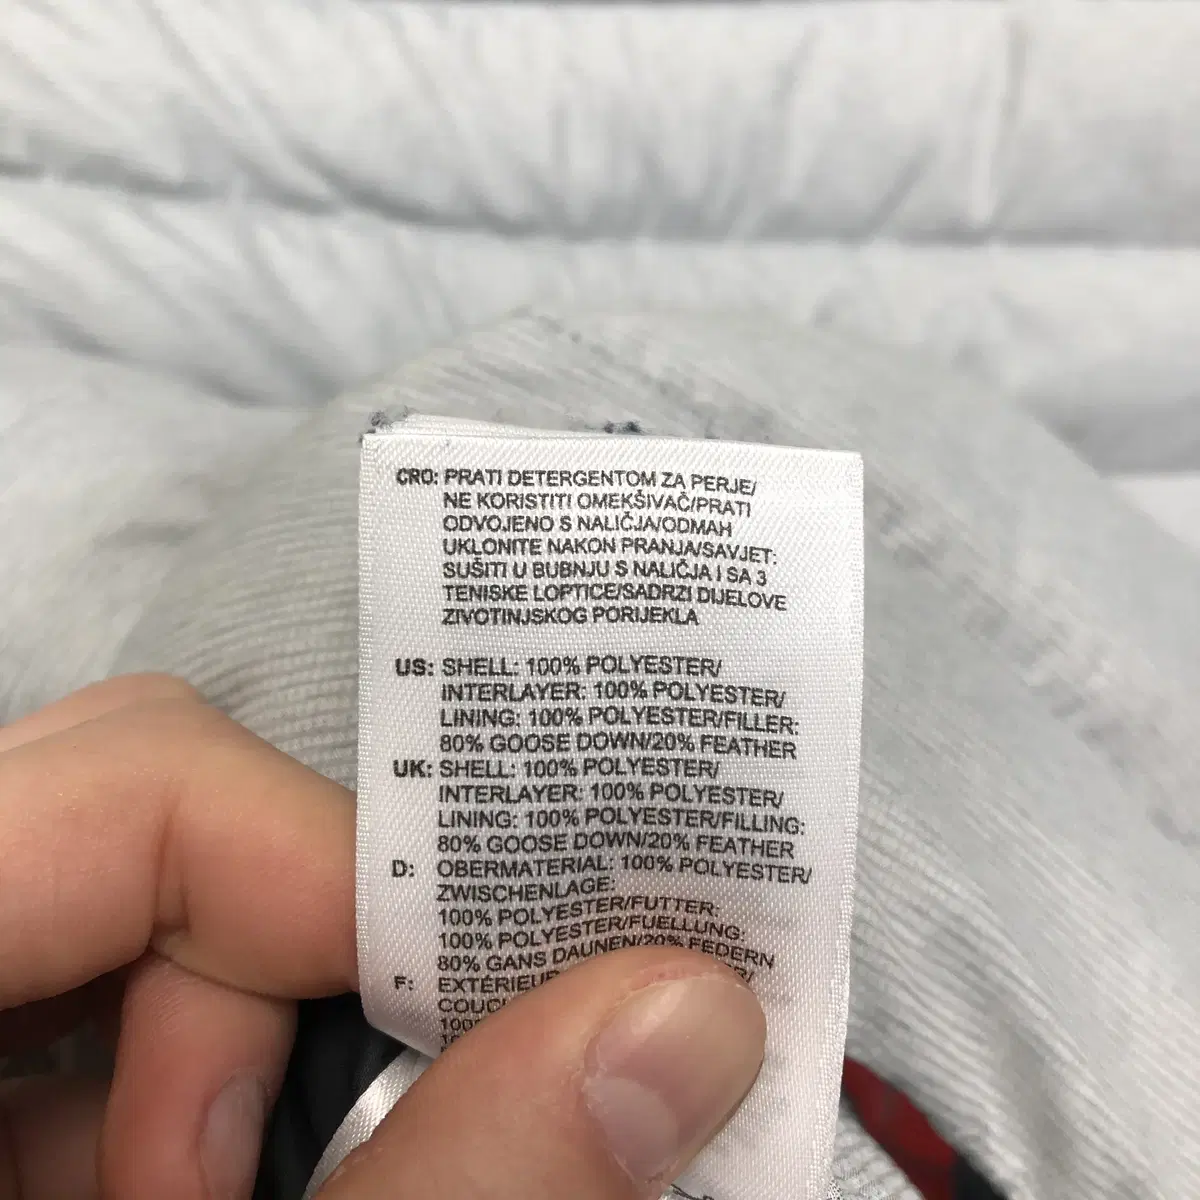 CRO: PRATI DETERGENTOM ZA PERJE/
NE KORISTITI OMEKŠIVAČ/PRATI
ODVOJENO S NALIČJA/ODMAH
UKLONITE NAKON PRANJA/SAVJET:
SUŠITI U BUBNJU S NALIČJA I SA 3
TENISKE LOPTICE/SADRZI DIJELOVE
ZIVOTINJSKOG PORIJEKLA
US: SHELL: 100% POLYESTER/
INTERLAYER: 100% POLYESTER/
LINING: 100% POLYESTER/FILLER:
80% GOOSE DOWN/20% FEATHER
UK: SHELL: 100% POLYESTER/
INTERLAYER: 100% POLYESTER/
LINING: 100% POLYESTER/FILLING:
80% GOOSE DOWN/20% FEATHER
D: OBERMATERIAL: 100% POLYESTER/
ZWISCHENLAGE:
100% POLYESTER/FUTTER:
100% POLYESTER/FUELLUNG:
80% GANS DAUNEN/20% FEDERN
F: